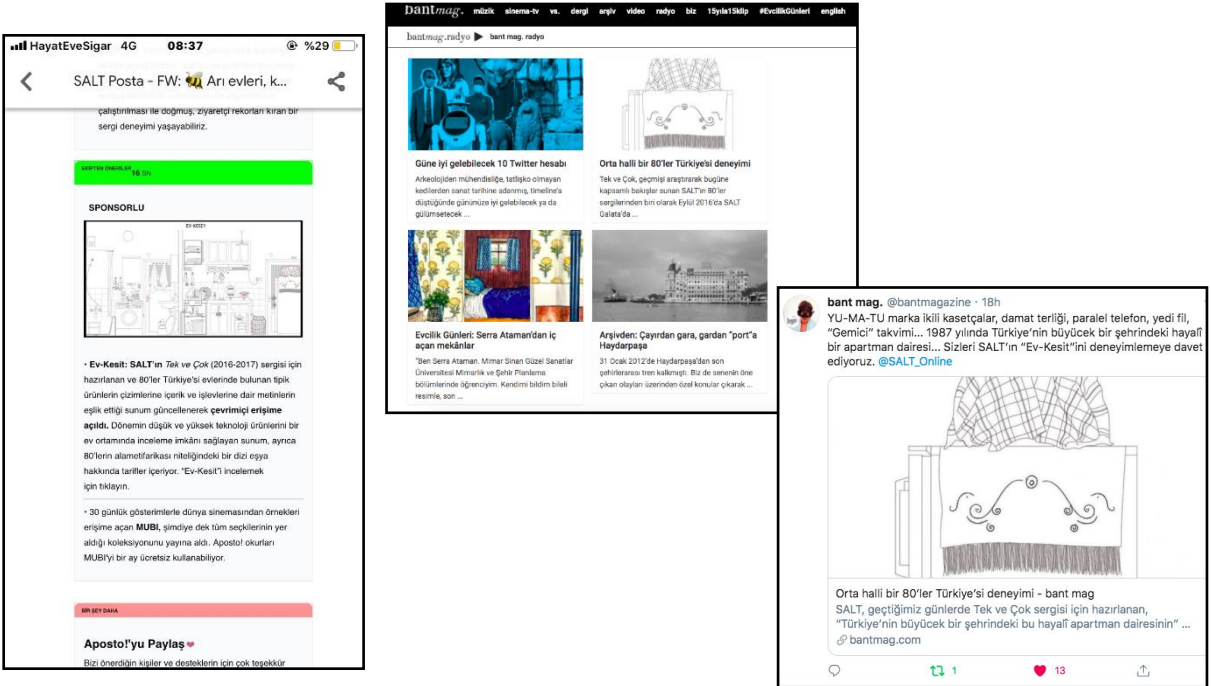 HayatEveSigar 4G 08:37 %29
SALT Posta - FW: 🐝 Arı evleri, k...
çalıştırılması ile doğmuş, ziyaretçi rekorları kıran bir
sergi deneyimi yaşayabiliriz.
EKİPTEN ÖNERİLER 16 SN
SPONSORLU
EV-KESİT
• Ev-Kesit: SALT'ın Tek ve Çok (2016-2017) sergisi için
hazırlanan ve 80'ler Türkiye'si evlerinde bulunan tipik
ürünlerin çizimlerine içerik ve işlevlerine dair metinlerin
eşlik ettiği sunum güncellenerek çevrimiçi erişime
açıldı. Dönemin düşük ve yüksek teknoloji ürünlerini bir
ev ortamında inceleme imkânı sağlayan sunum, ayrıca
80'lerin alametifarikası niteliğindeki bir dizi eşya
hakkında tarifler içeriyor. "Ev-Kesit"i incelemek
için tıklayın.
• 30 günlük gösterimlerle dünya sinemasından örnekleri
erişime açan MUBI, şimdiye dek tüm seçkilerinin yer
aldığı koleksiyonunu yayına aldı. Aposto! okurları
MUBI'yi bir ay ücretsiz kullanabiliyor.
BİR ŞEY DAHA
Aposto!'yu Paylaş❤
Bizi önerdiğin kişiler ve desteklerin için çok teşekkür
bantmag. müzik sinema-tv vs. dergi arşiv video radyo biz 15yıla15klip #EvcilikGünleri english
bantmag.radyo ▶ bant mag. radyo
Güne iyi gelebilecek 10 Twitter hesabı
Arkeolojiden mühendisliğe, tatlişko olmayan
kedilerden sanat tarihine adanmış, timeline'a
düştüğünde gününüze iyi gelebilecek ya da
gülümsetecek ...
Orta halli bir 80'ler Türkiye'si deneyimi
Tek ve Çok, geçmişi araştırarak bugüne
kapsamlı bakışlar sunan SALT'ın 80'ler
sergilerinden biri olarak Eylül 2016'da SALT
Galata'da ...
Evcilik Günleri: Serra Ataman'dan iç
açan mekânlar
"Ben Serra Ataman. Mimar Sinan Güzel Sanatlar
Üniversitesi Mimarlık ve Şehir Planlama
bölümlerinde öğrenciyim. Kendimi bildim bileli
resimle, son ...
Arşivden: Çayırdan gara, gardan "port"a
Haydarpaşa
31 Ocak 2012'de Haydarpaşa'dan son
şehirlerarası tren kalkmıştı. Biz de senenin öne
çıkan olayları üzerinden özel konular çıkarak ...
bant mag. @bantmagazine · 18h
YU-MA-TU marka ikili kasetçalar, damat terliği, paralel telefon, yedi fil,
"Gemici" takvimi... 1987 yılında Türkiye'nin büyücek bir şehrindeki hayalî
bir apartman dairesi... Sizleri SALT'ın "Ev-Kesit"ini deneyimlemeye davet
ediyoruz. @SALT_Online
Orta halli bir 80'ler Türkiye'si deneyimi - bant mag
SALT, geçtiğimiz günlerde Tek ve Çok sergisi için hazırlanan,
"Türkiye'nin büyücek bir şehrindeki bu hayalî apartman dairesinin" ...
bantmag.com
1 13